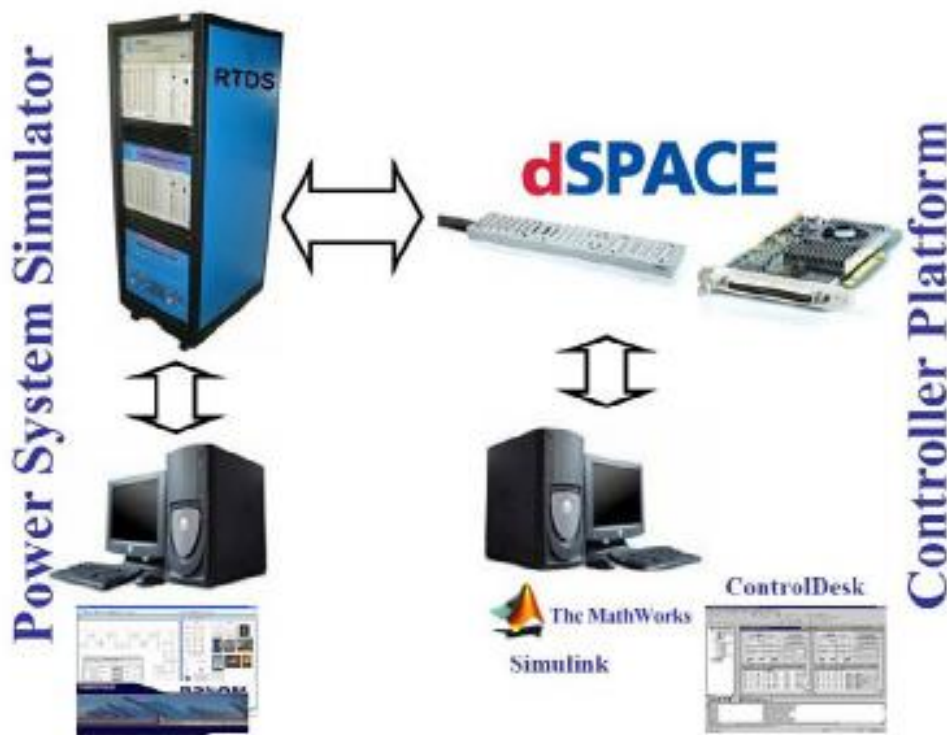 Power System Simulator
RTDS
dSPACE
Controller Platform
The MathWorks
Simulink
ControlDesk